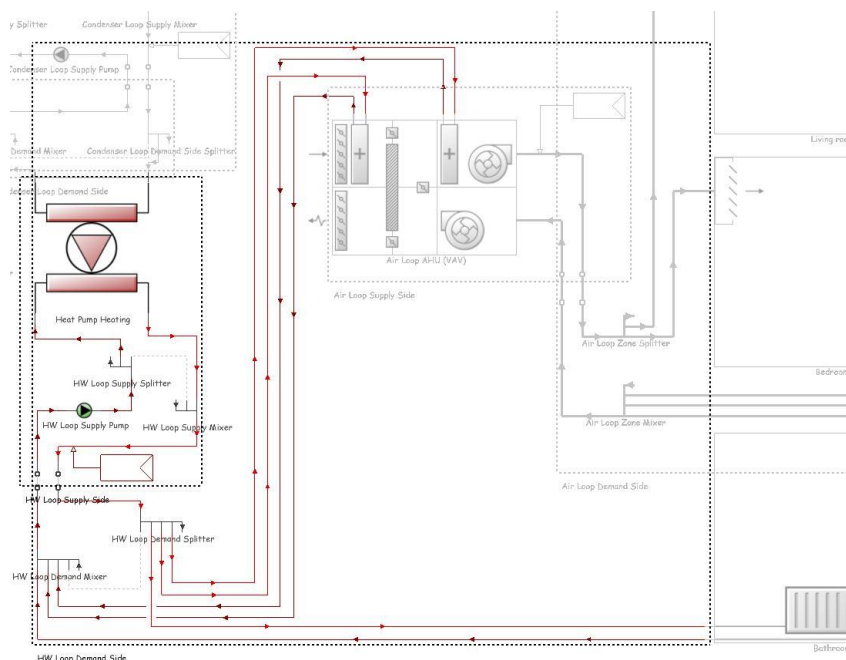 y Splitter
Condenser Loop Supply Mixer
Condenser Loop Supply Pump
Demand Mixer
Condenser Loop Demand Side Splitter
denser Loop Demand Side
Living roo
Air Loop AHU (VAV)
Air Loop Supply Side
Heat Pump Heating
Air Loop Zone Splitter
HW Loop Supply Splitter
Bedroom
HW Loop Supply Pump
HW Loop Supply Mixer
Air Loop Zone Mixer
Air Loop Demand Side
HW Loop Supply Side
HW Loop Demand Splitter
HW Loop Demand Mixer
Bathroom
HW Loop Demand Side